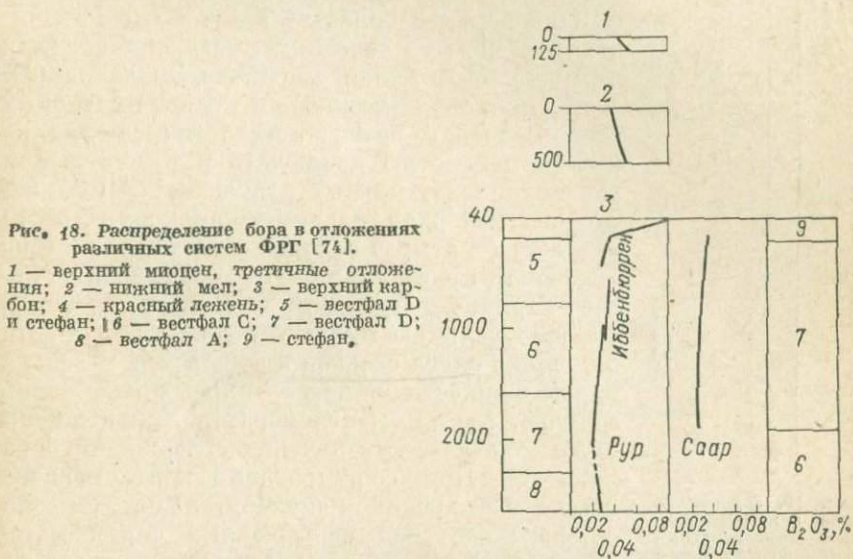 Рис. 18. Распределение бора в отложениях
различных систем ФРГ [74].
1 — верхний миоцен, третичные отложе-
ния; 2 — нижний мел; 3 — верхний кар-
бон; 4 — красный лежень; 5 — вестфал D
и стефан; 6 — вестфал C; 7 — вестфал D;
8 — вестфал A; 9 — стефан.
1
0
125
2
0
500
3
40
9
5
Иббенбюррен
1000
6
7
2000
7
Рур
Саар
6
8
0,02 0,08 0,02 0,08 B2O3,%
0,04 0,04